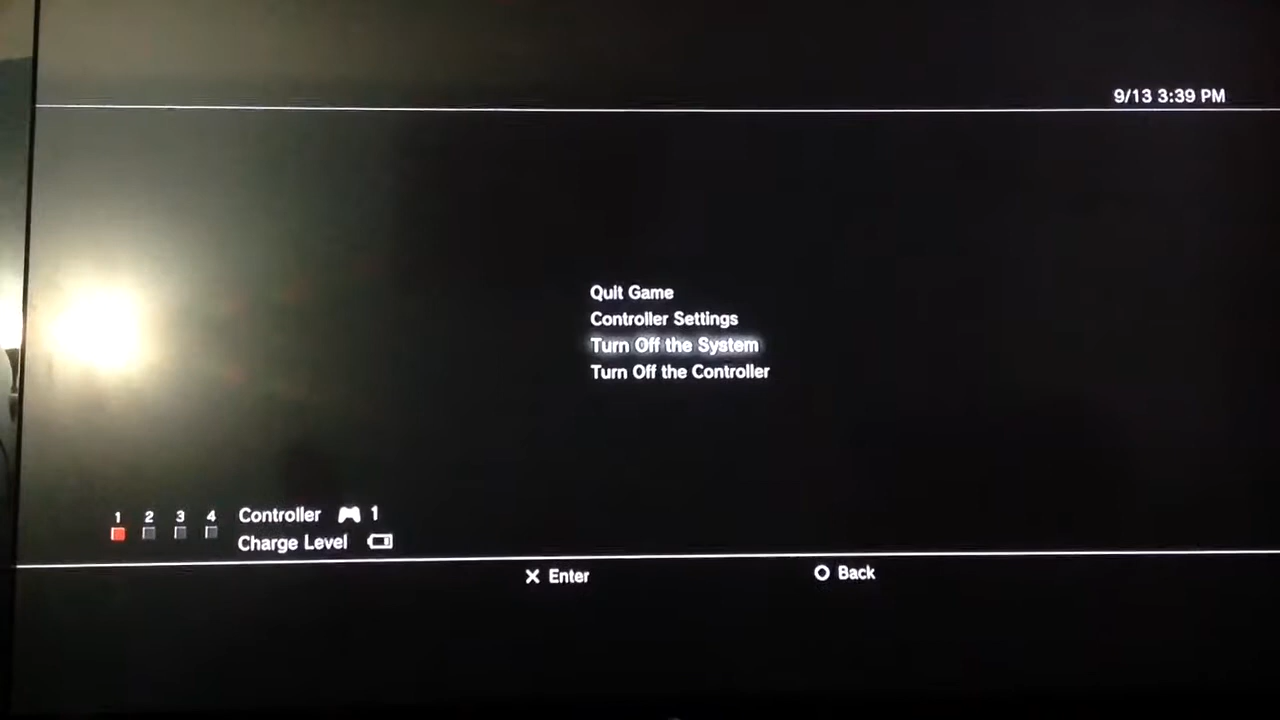 9/13 3:39 PM
Quit Game
Controller Settings
Turn Off the System
Turn Off the Controller
1 2 3 4
Controller 1
Charge Level
X Enter
O Back